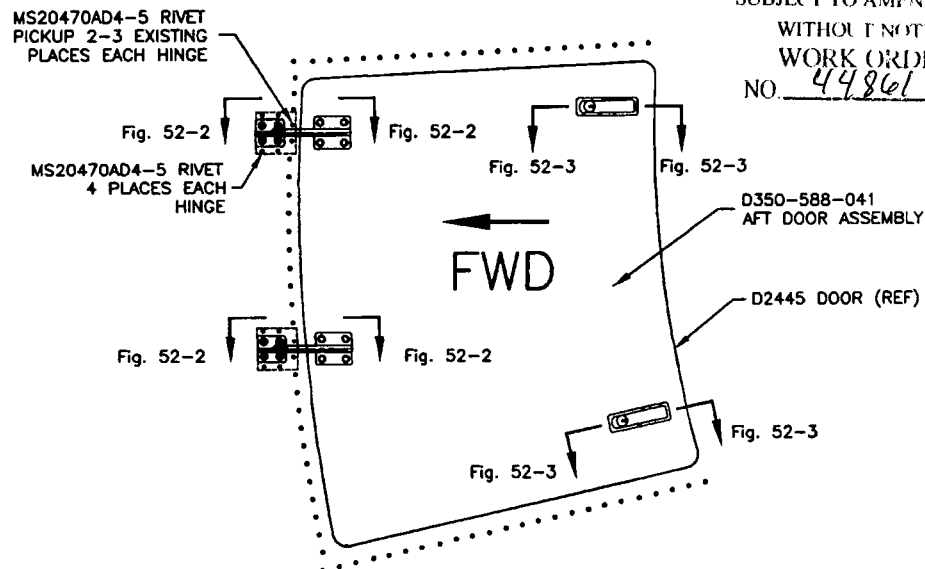 MS20470AD4-5 RIVET
PICKUP 2-3 EXISTING
PLACES EACH HINGE
SUBJECT TO
WITHOUT
WORK
NO. 44861
Fig. 52-2
Fig. 52-2
Fig. 52-3
Fig. 52-3
MS20470AD4-5 RIVET
4 PLACES EACH
HINGE
D350-588-041
AFT DOOR ASSEMBLY
FWD
D2445 DOOR (REF)
Fig. 52-2
Fig. 52-2
Fig. 52-3
Fig. 52-3